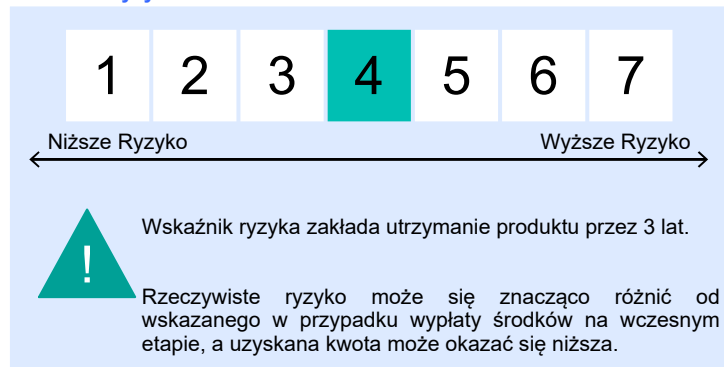 1 2 3 4 5 6 7
Niższe Ryzyko Wyższe Ryzyko
!
Wskaźnik ryzyka zakłada utrzymanie produktu przez 3 lat.
Rzeczywiste ryzyko może się znacząco różnić od
wskazanego w przypadku wypłaty środków na wczesnym
etapie, a uzyskana kwota może okazać się niższa.